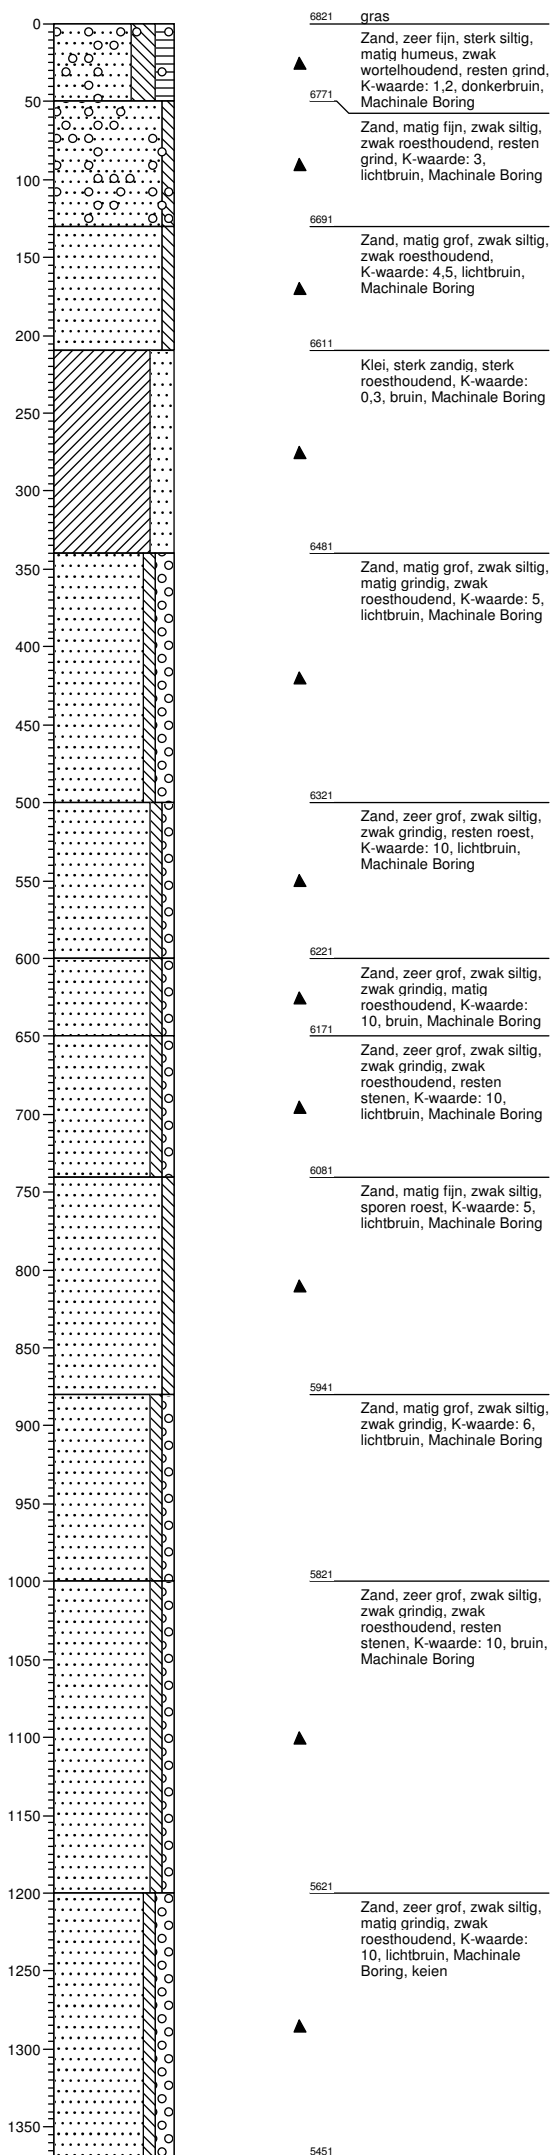 0
50
100
150
200
250
300
350
400
450
500
550
600
650
700
750
800
850
900
950
1000
1050
1100
1150
1200
1250
1300
1350
6821 gras
Zand, zeer fijn, sterk siltig,
matig humeus, zwak
wortelhoudend, resten grind,
K-waarde: 1,2, donkerbruin,
Machinale Boring
6771
Zand, matig fijn, zwak siltig,
zwak roesthoudend, resten
grind, K-waarde: 3,
lichtbruin, Machinale Boring
6691
Zand, matig grof, zwak siltig,
zwak roesthoudend,
K-waarde: 4,5, lichtbruin,
Machinale Boring
6611
Klei, sterk zandig, sterk
roesthoudend, K-waarde:
0,3, bruin, Machinale Boring
6481
Zand, matig grof, zwak siltig,
matig grindig, zwak
roesthoudend, K-waarde: 5,
lichtbruin, Machinale Boring
6321
Zand, zeer grof, zwak siltig,
zwak grindig, resten roest,
K-waarde: 10, lichtbruin,
Machinale Boring
6221
Zand, zeer grof, zwak siltig,
zwak grindig, matig
roesthoudend, K-waarde:
10, bruin, Machinale Boring
6171
Zand, zeer grof, zwak siltig,
zwak grindig, zwak
roesthoudend, resten
stenen, K-waarde: 10,
lichtbruin, Machinale Boring
6081
Zand, matig fijn, zwak siltig,
sporen roest, K-waarde: 5,
lichtbruin, Machinale Boring
5941
Zand, matig grof, zwak siltig,
zwak grindig, K-waarde: 6,
lichtbruin, Machinale Boring
5821
Zand, zeer grof, zwak siltig,
zwak grindig, zwak
roesthoudend, resten
stenen, K-waarde: 10, bruin,
Machinale Boring
5621
Zand, zeer grof, zwak siltig,
matig grindig, zwak
roesthoudend, K-waarde:
10, lichtbruin, Machinale
Boring, keien
5451